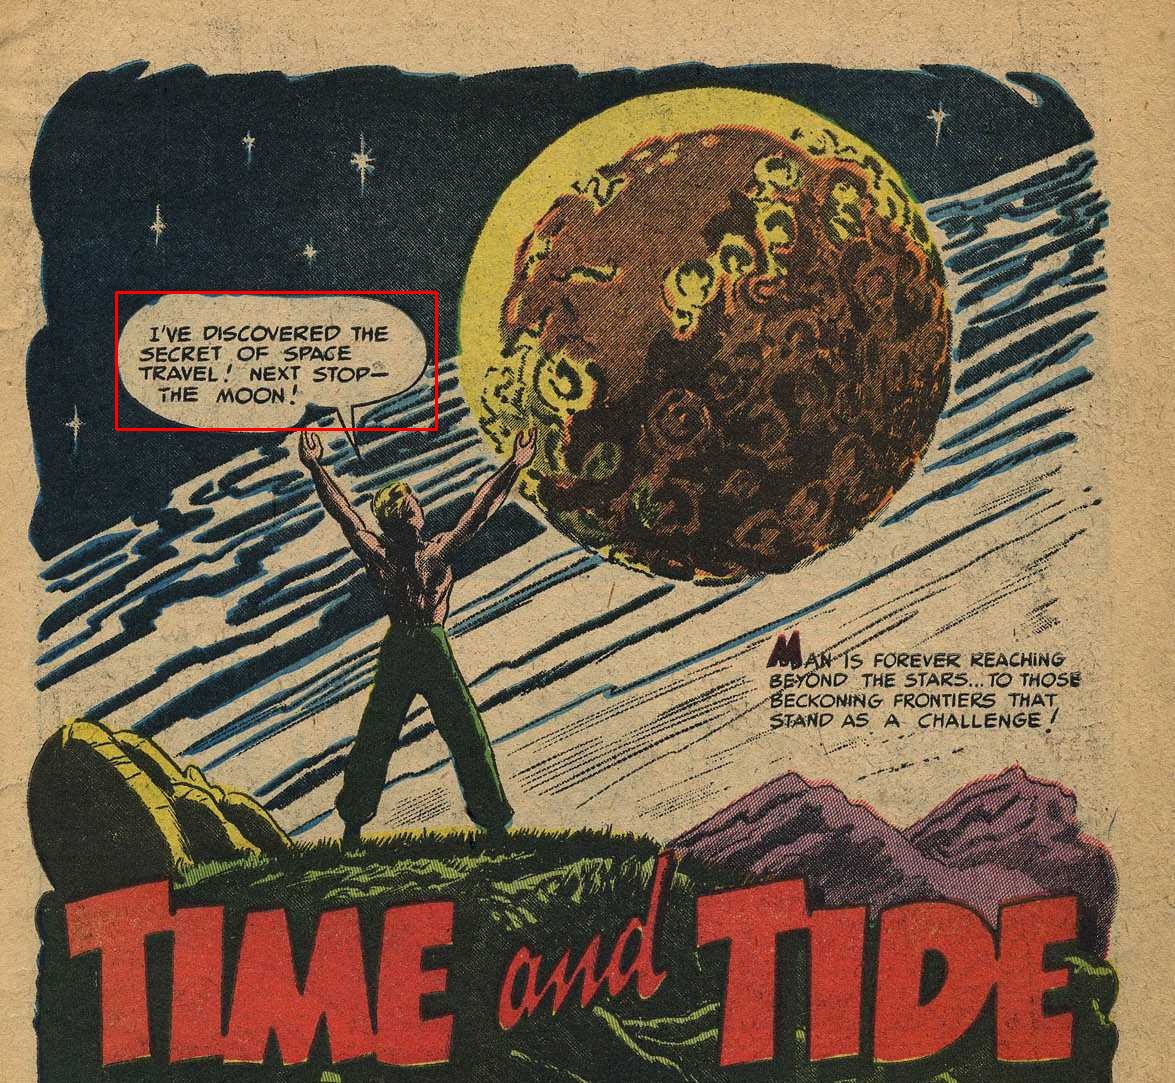 I'VE DISCOVERED THE
SECRET OF SPACE
TRAVEL! NEXT STOP—
THE MOON!
MAN IS FOREVER REACHING
BEYOND THE STARS...TO THOSE
BECKONING FRONTIERS THAT
STAND AS A CHALLENGE!
TIME and TIDE